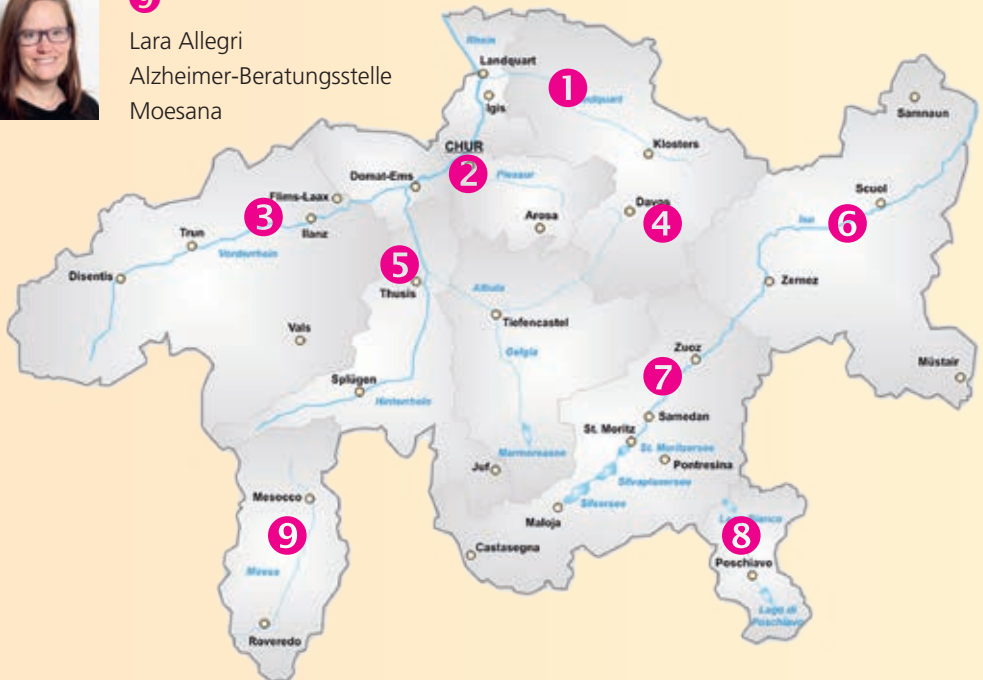 9
Lara Allegri
Alzheimer-Beratungsstelle
Moesana
Rhein
Landquart
1
Igis
Samnaun
CHUR
Klosters
2
Plessur
Domat-Ems
Scuol
Flims-Laax
3
Arosa
Davos
4
Inn
6
Ilanz
Trun
Vorderrhein
5
Disentis
Thusis
Albula
Zernez
Tiefencastel
Vals
Gelgia
Zuoz
Müstair
Splügen
7
Hinterrhein
Samedan
St. Moritz
St. Moritzersee
Marmorasee
Pontresina
Juf
Silvaplanersee
Mesocco
Silsersee
Maloja
9
8
Castasegna
Poschiavo
Moesa
Lago di
Poschiavo
Roveredo